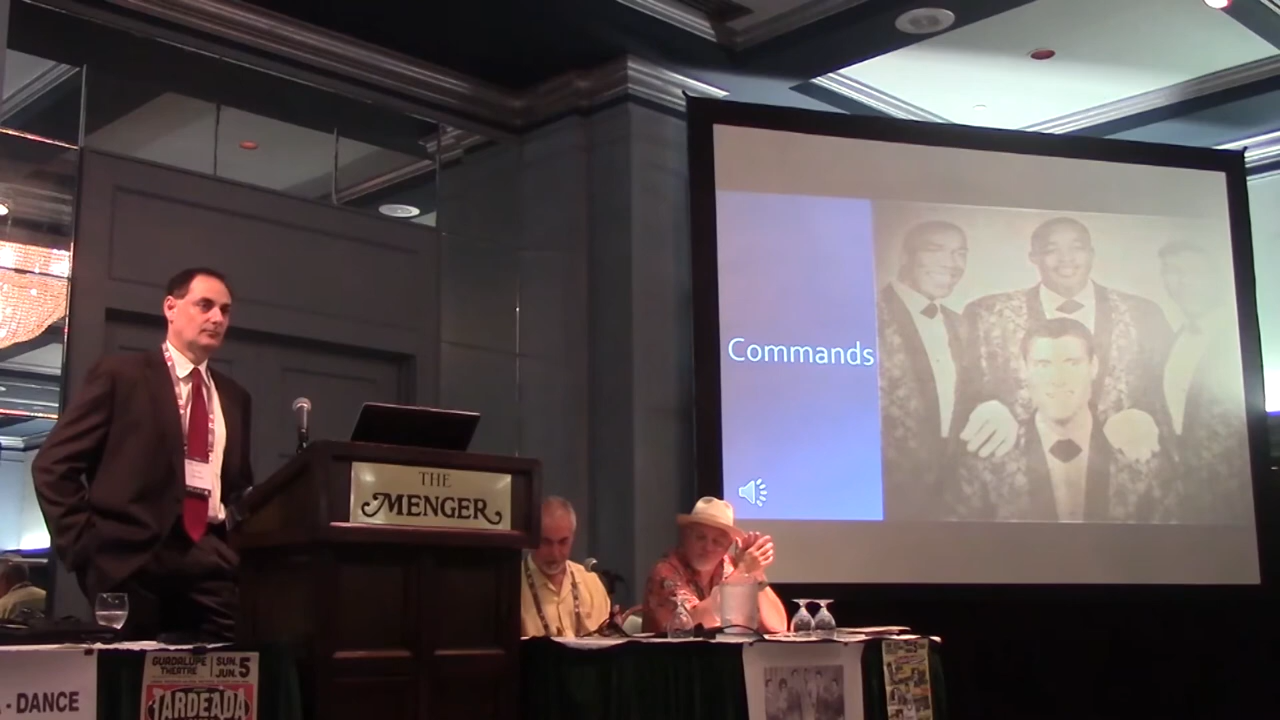 Commands
THE
MENGER
- DANCE
GUADALUPE
THEATRE
SUN.
JUN. 5
TARDEADA